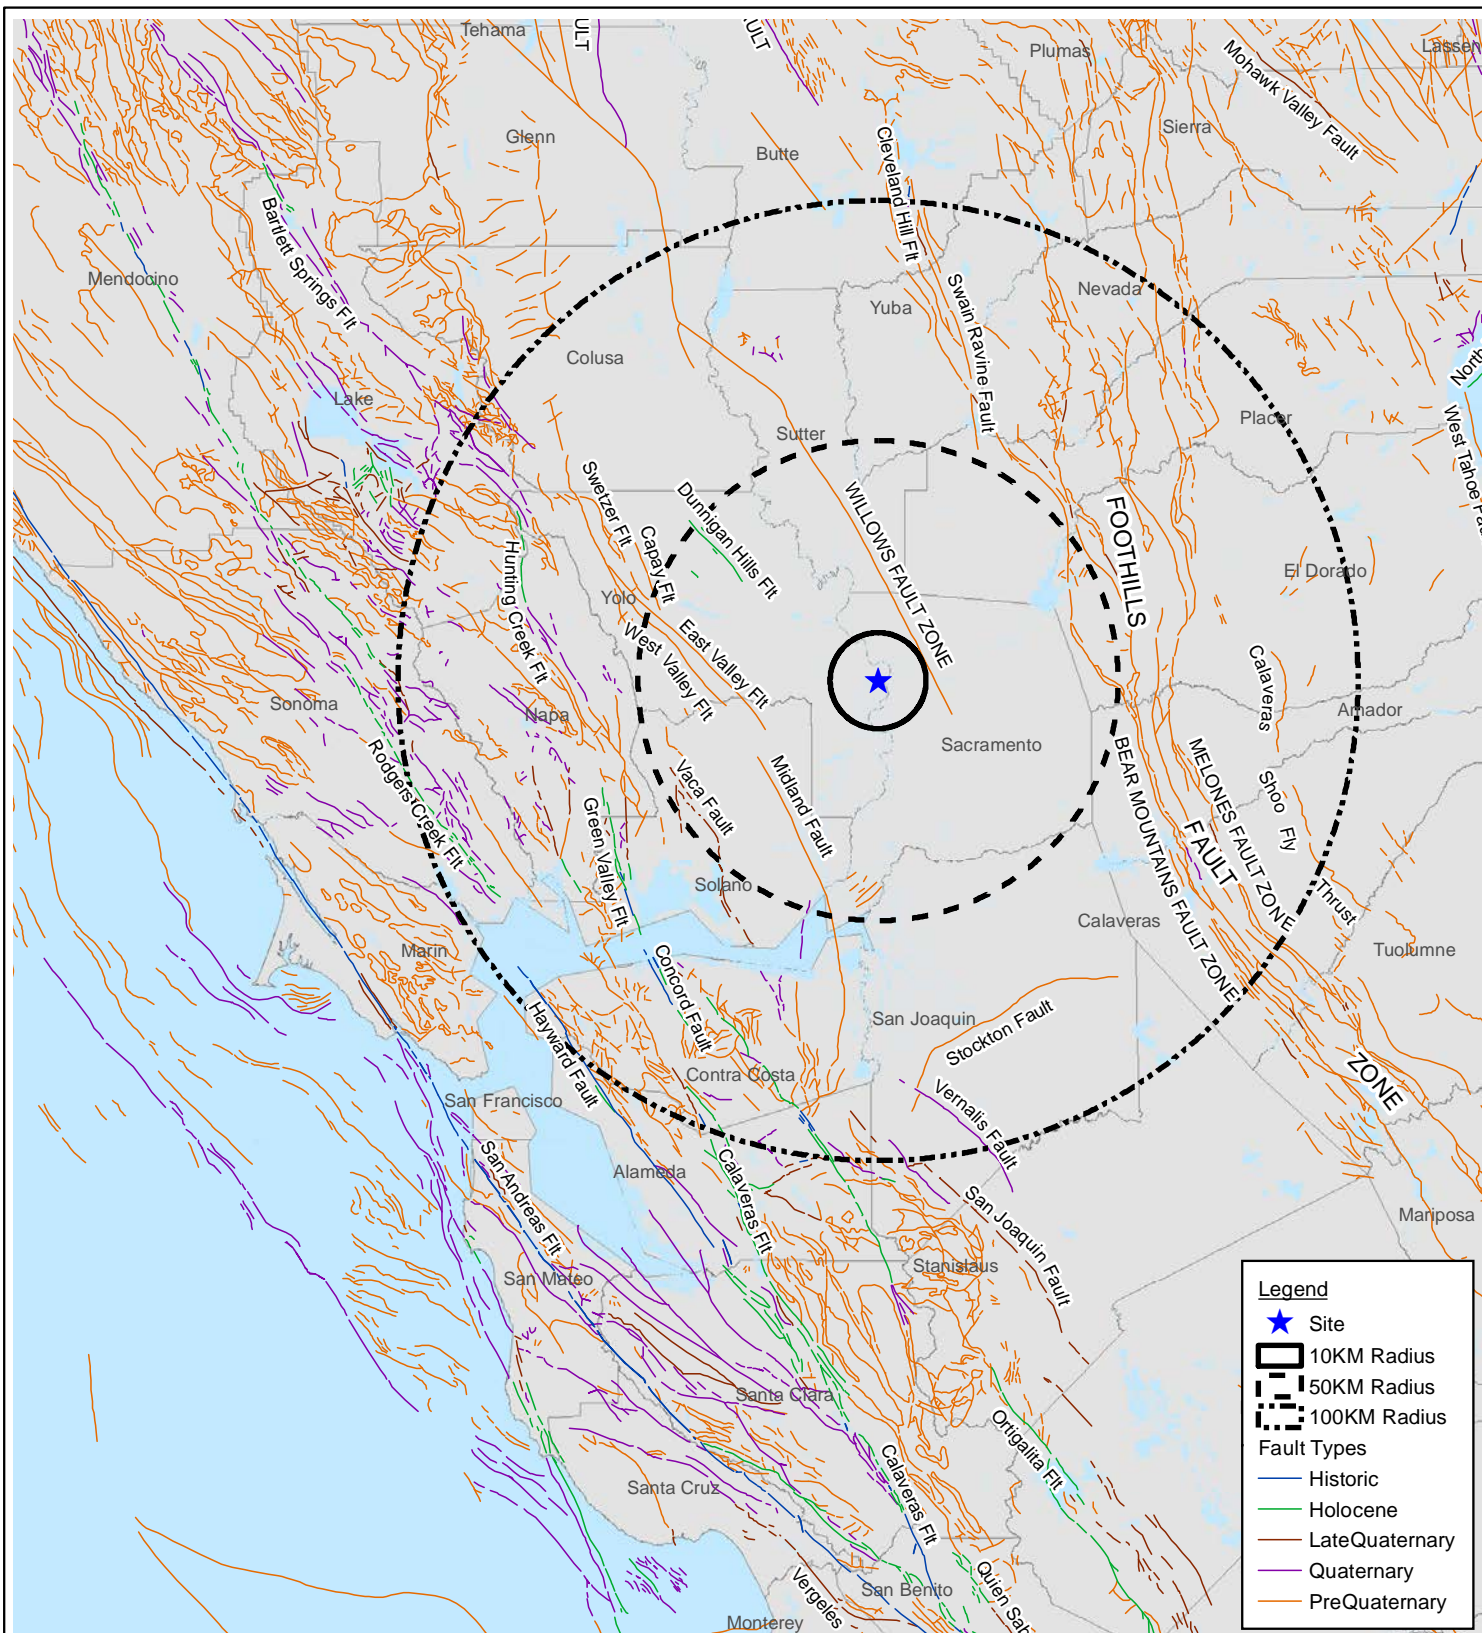 Tehama
ULT
ULT
Plumas
Lassen
Mohawk Valley Fault
Glenn
Butte
Cleveland Hill Flt
Sierra
Bartlett Springs Flt
Mendocino
Yuba
Swain Ravine Fault
Nevada
Colusa
Lake
North
Sutter
Placer
West Tahoe Fau
Swetzer Flt
Dunnigan Hills Flt
WILLOWS FAULT ZONE
FOOTHILLS
Capay Flt
Hunting Creek Flt
El Dorado
Yolo
West Valley Flt
East Valley Flt
Calaveras
Sonoma
Napa
Amador
Sacramento
Rodgers Creek Flt
Green Valley Flt
Vaca Fault
Midland Fault
BEAR MOUNTAINS FAULT ZONE
MELONES FAULT ZONE
Shoo Fly
FAULT
Thrust
Solano
Calaveras
Marin
Tuolumne
Concord Fault
San Joaquin
Stockton Fault
Hayward Fault
Contra Costa
ZONE
San Francisco
Vernalis Fault
San Andreas Flt
Alameda
Calaveras Flt
San Joaquin Fault
Mariposa
Stanislaus
San Mateo
Santa Clara
Ortigalita Flt
Calaveras Flt
Santa Cruz
Vergeles
San Benito
Quien Sab
Monterey
Legend
Site
10KM Radius
50KM Radius
100KM Radius
Fault Types
Historic
Holocene
LateQuaternary
Quaternary
PreQuaternary